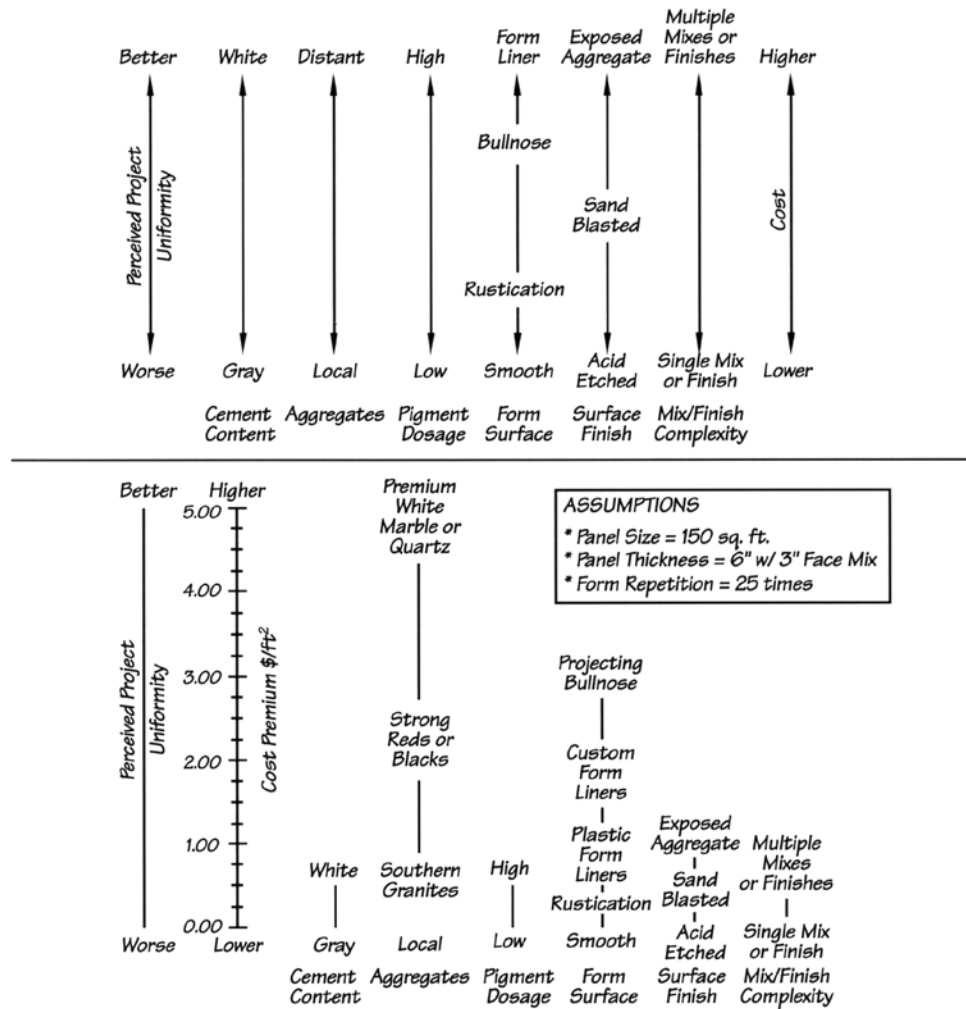 Better
White
Distant
High
Form
Liner
Exposed
Aggregate
Multiple
Mixes or
Finishes
Higher
Perceived Project
Uniformity
Bullnose
Sand
Blasted
Rustication
Cost
Worse
Gray
Local
Low
Smooth
Acid
Etched
Single Mix
or Finish
Lower
Cement
Content
Aggregates
Pigment
Dosage
Form
Surface
Surface
Finish
Mix/Finish
Complexity
Better
Higher
Perceived Project
Uniformity
5.00
4.00
3.00
2.00
1.00
0.00
Cost Premium $/ft²
Worse
Lower
ASSUMPTIONS
* Panel Size = 150 sq. ft.
* Panel Thickness = 6" w/ 3" Face Mix
* Form Repetition = 25 times
White
Gray
Cement
Content
Premium
White
Marble or
Quartz
Strong
Reds or
Blacks
Southern
Granites
Local
Aggregates
High
Low
Pigment
Dosage
Projecting
Bullnose
Custom
Form
Liners
Plastic
Form
Liners
Rustication
Smooth
Form
Surface
Exposed
Aggregate
Sand
Blasted
Acid
Etched
Surface
Finish
Multiple
Mixes
or Finishes
Single Mix
or Finish
Mix/Finish
Complexity